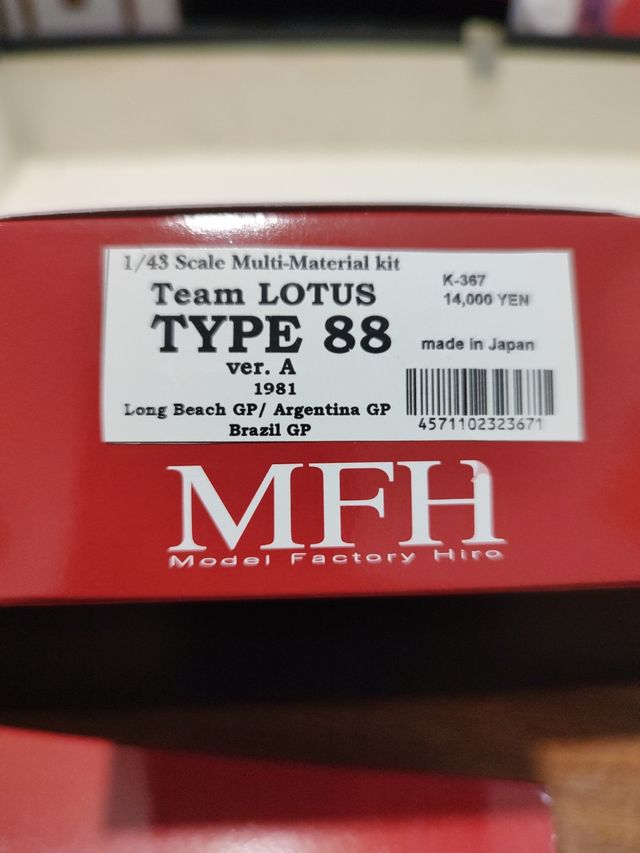 1/43 Scale Multi-Material kit
K-367
Team LOTUS
14,000 YEN
TYPE 88
made in Japan
ver. A
1981
Long Beach GP/ Argentina GP
Brazil GP
4571102323671
MFH
Model Factory Hiro